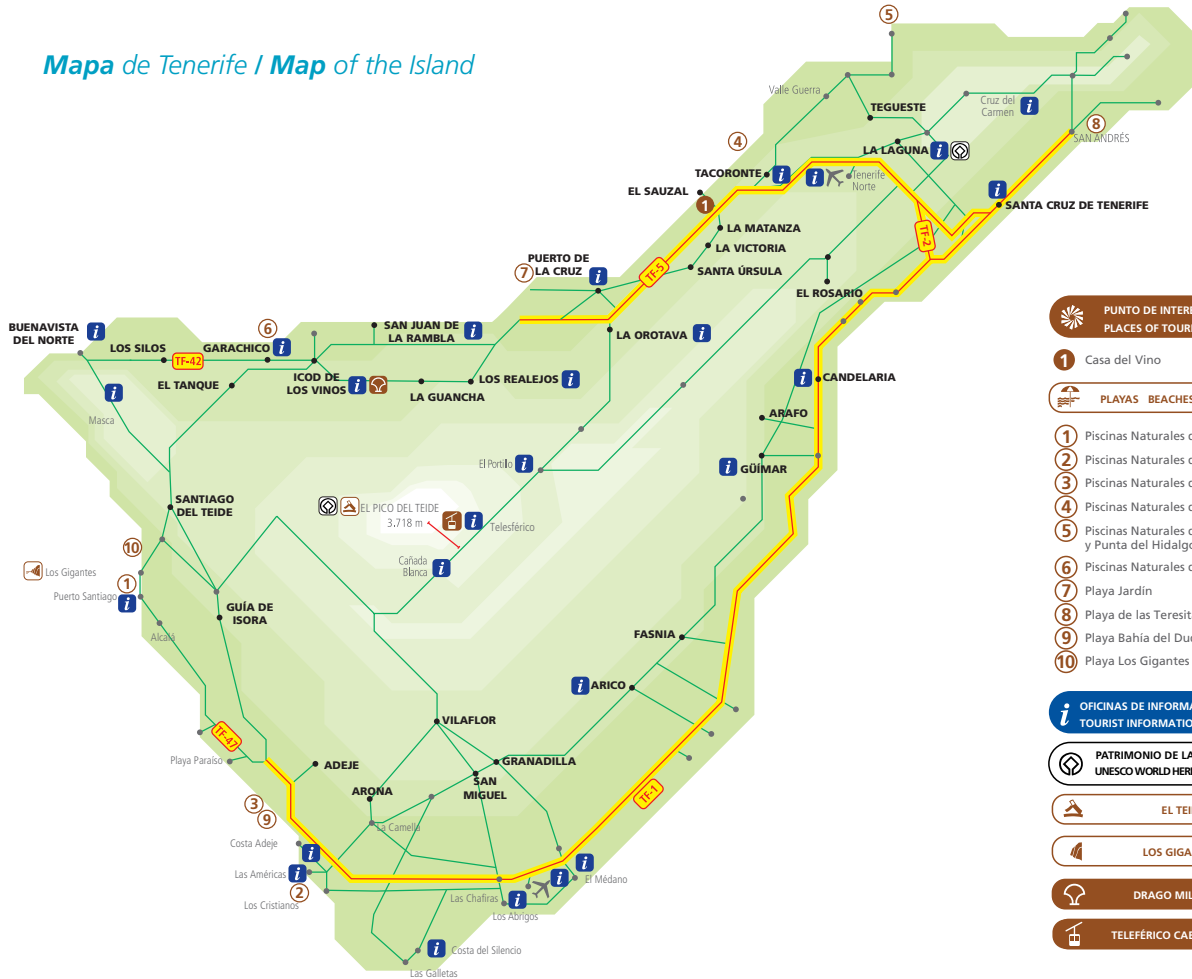 Mapa de Tenerife / Map of the Island
5
Valle Guerra
TEGUESTE
Cruz del
Carmen
i
8
SAN ANDRÉS
4
LA LAGUNA
i
TACORONTE
i
i
Tenerife
Norte
i
EL SAUZAL
1
SANTA CRUZ DE TENERIFE
LA MATANZA
TF-2
LA VICTORIA
PUERTO DE
LA CRUZ
7
i
TF-5
SANTA ÚRSULA
EL ROSARIO
BUENAVISTA
DEL NORTE
i
6
SAN JUAN DE
LA RAMBLA
i
LA OROTAVA
i
LOS SILOS
TF-42
GARACHICO
i
EL TANQUE
ICOD DE
LOS VINOS
i
LA GUANCHA
LOS REALEJOS
i
i
CANDELARIA
i
Masca
ARAFO
El Portillo
i
i
GÜÍMAR
SANTIAGO
DEL TEIDE
EL PICO DEL TEIDE
3.718 m
i
Telesférico
10
Cañada
Blanca
i
Los Gigantes
1
Puerto Santiago
i
GUÍA DE
ISORA
Alcalá
FASNIA
i
ARICO
VILAFLOR
TF-47
Playa Paraíso
ADEJE
GRANADILLA
SAN
MIGUEL
ARONA
TF-1
3
9
La Camella
Costa Adeje
i
Las Américas
i
2
Los Cristianos
Las Chafiras
i
i
i
El Médano
Los Abrigos
i
Costa del Silencio
Las Galletas
PUNTO DE INTERE
PLACES OF TOURI
1 Casa del Vino
PLAYAS BEACHES
1 Piscinas Naturales d
2 Piscinas Naturales d
3 Piscinas Naturales d
4 Piscinas Naturales d
5 Piscinas Naturales d
y Punta del Hidalgo
6 Piscinas Naturales d
7 Playa Jardín
8 Playa de las Teresit
9 Playa Bahía del Du
10 Playa Los Gigantes
i OFICINAS DE INFORMA
TOURIST INFORMATIO
PATRIMONIO DE LA
UNESCO WORLD HERI
EL TEI
LOS GIGA
DRAGO MIL
TELEFÉRICO CAB